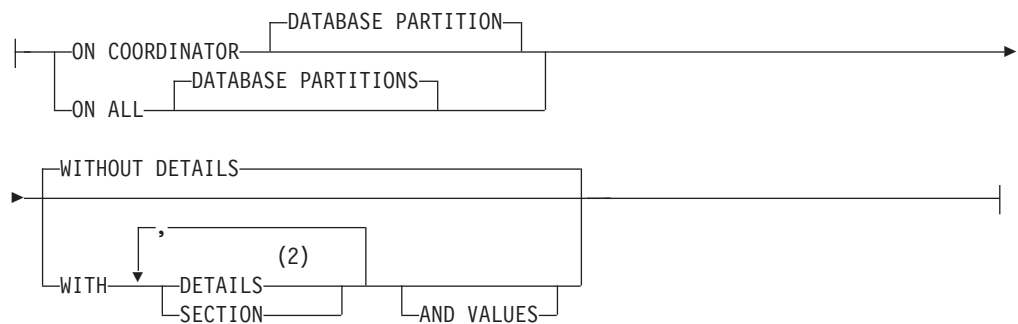 DATABASE PARTITION
ON COORDINATOR
DATABASE PARTITIONS
ON ALL
WITHOUT DETAILS
,
(2)
WITH DETAILS
SECTION AND VALUES